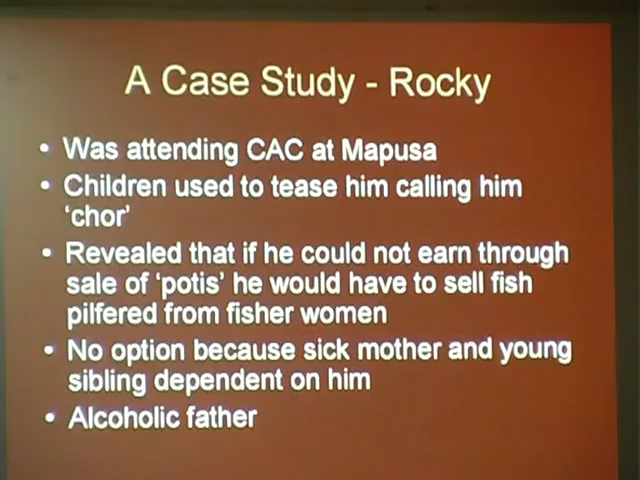 A Case Study - Rocky
• Was attending CAC at Mapusa
• Children used to tease him calling him
‘chor’
• Revealed that if he could not earn through
sale of ‘potis’ he would have to sell fish
pilfered from fisher women
• No option because sick mother and young
sibling dependent on him
• Alcoholic father